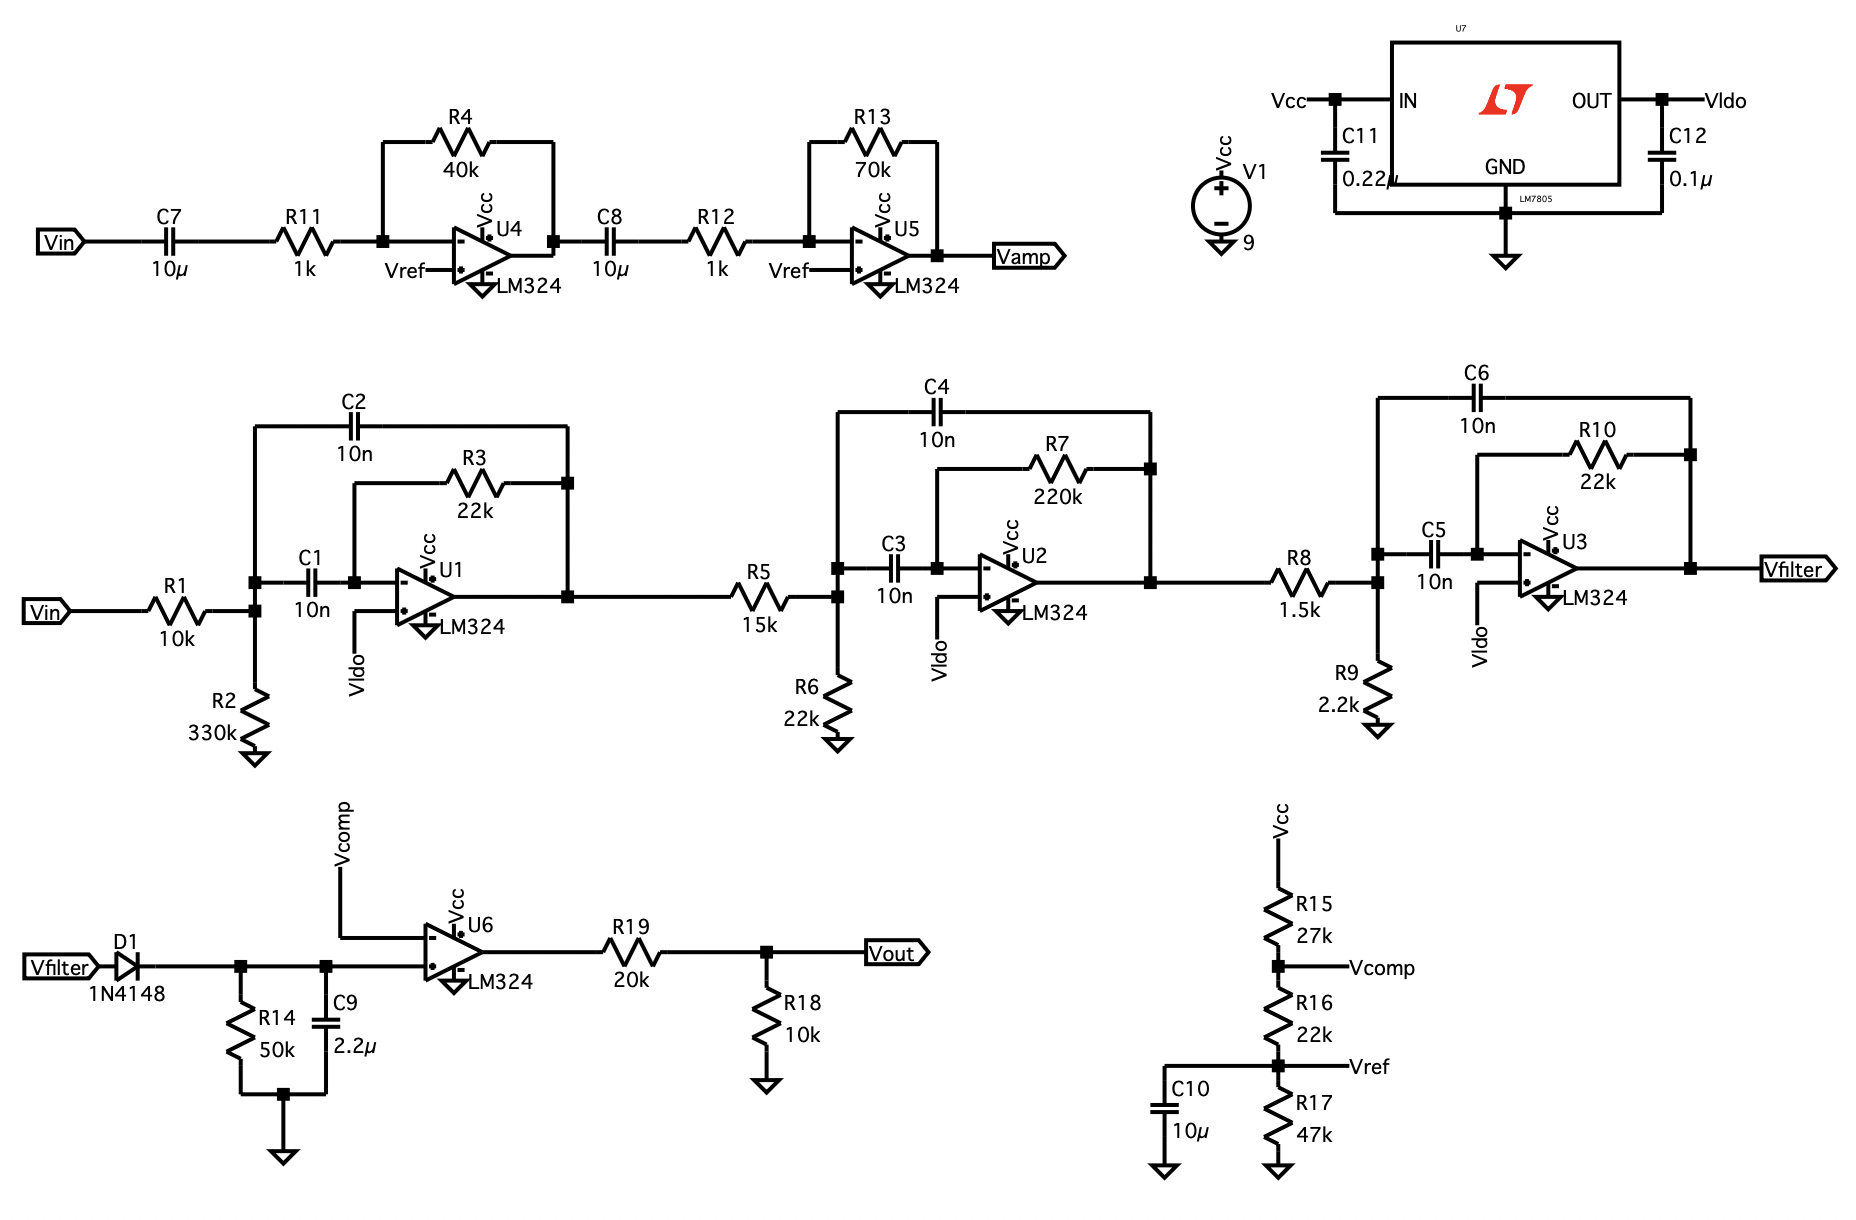 U7
Vcc
IN
OUT
Vldo
C11
0.22µ
GND
C12
0.1µ
LM7805
Vcc
V1
9
R4
40k
R13
70k
Vin
C7
10µ
R11
1k
Vcc
U4
Vref
LM324
C8
10µ
R12
1k
Vcc
U5
Vref
LM324
Vamp
C2
10n
R3
22k
C1
10n
Vcc
U1
LM324
Vldo
Vin
R1
10k
R2
330k
C4
10n
R7
220k
C3
10n
Vcc
U2
LM324
Vldo
R5
15k
R6
22k
C6
10n
R10
22k
C5
10n
Vcc
U3
LM324
Vldo
R8
1.5k
R9
2.2k
Vfilter
Vcomp
Vcc
U6
LM324
Vfilter
D1
1N4148
R14
50k
C9
2.2µ
R19
20k
Vout
R18
10k
Vcc
R15
27k
Vcomp
R16
22k
Vref
C10
10µ
R17
47k